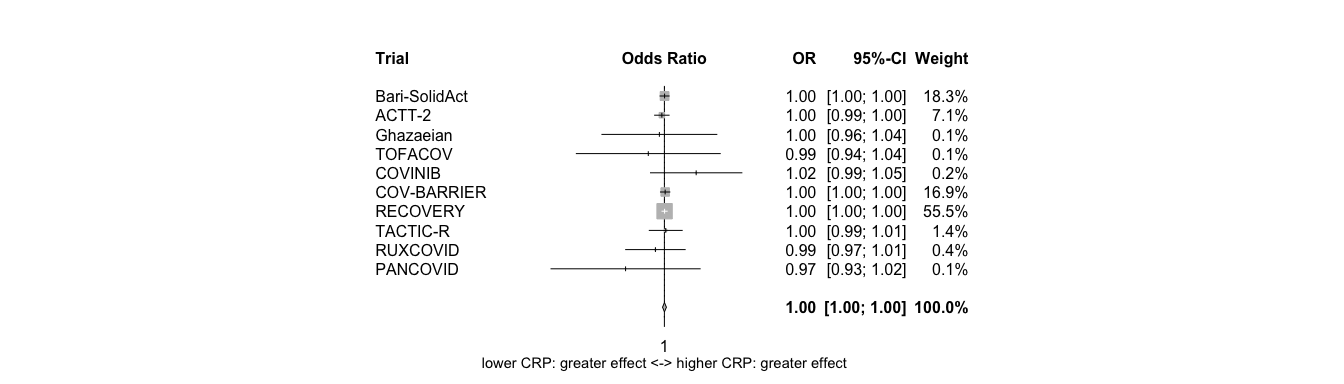 Trial Odds Ratio OR 95%-CI Weight
Bari-SolidAct 1.00 [1.00; 1.00] 18.3%
ACTT-2 1.00 [0.99; 1.00] 7.1%
Ghazaeian 1.00 [0.96; 1.04] 0.1%
TOFACOV 0.99 [0.94; 1.04] 0.1%
COVINIB 1.02 [0.99; 1.05] 0.2%
COV-BARRIER 1.00 [1.00; 1.00] 16.9%
RECOVERY 1.00 [1.00; 1.00] 55.5%
TACTIC-R 1.00 [0.99; 1.01] 1.4%
RUXCOVID 0.99 [0.97; 1.01] 0.4%
PANCOVID 0.97 [0.93; 1.02] 0.1%
1.00 [1.00; 1.00] 100.0%
1
lower CRP: greater effect <-> higher CRP: greater effect